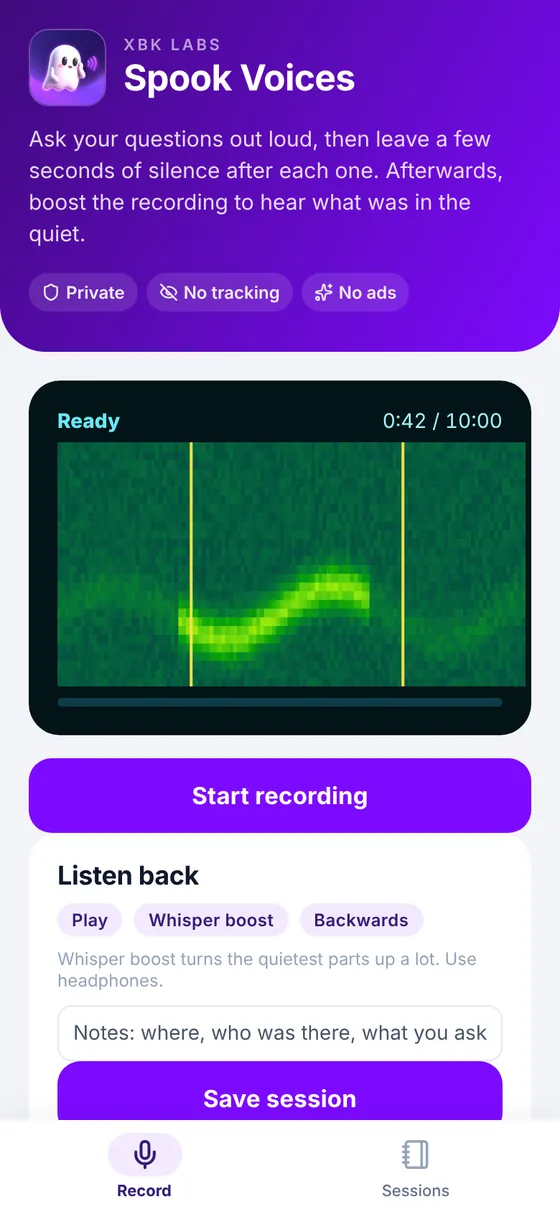 XBK LABS
Spook Voices
Ask your questions out loud, then leave a few
seconds of silence after each one. Afterwards,
boost the recording to hear what was in the
quiet.
Private
No tracking
No ads
Ready
0:42 / 10:00
Start recording
Listen back
Play
Whisper boost
Backwards
Whisper boost turns the quietest parts up a lot. Use
headphones.
Notes: where, who was there, what you ask
Save session
Record
Sessions